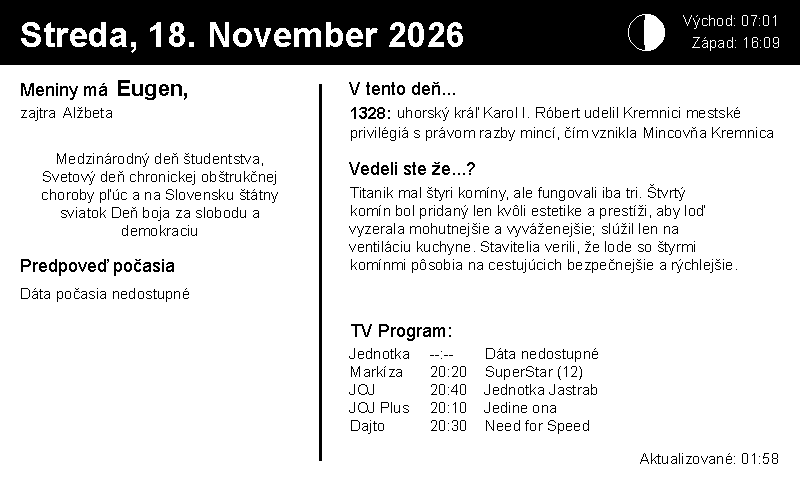 Streda, 18. November 2026
Východ: 07:01
Západ: 16:09
Meniny má Eugen,
zajtra Alžbeta
Medzinárodný deň študentstva,
Svetový deň chronickej obštrukčnej
choroby pľúc a na Slovensku štátny
sviatok Deň boja za slobodu a
demokraciu
Predpoveď počasia
Dáta počasia nedostupné
V tento deň...
1328: uhorský kráľ Karol I. Róbert udelil Kremnici mestské
privilégiá s právom razby mincí, čím vznikla Mincovňa Kremnica
Vedeli ste že...?
Titanik mal štyri komíny, ale fungovali iba tri. Štvrtý
komín bol pridaný len kvôli estetike a prestíži, aby loď
vyzerala mohutnejšie a vyváženejšie; slúžil len na
ventiláciu kuchyne. Stavitelia verili, že lode so štyrmi
komínmi pôsobia na cestujúcich bezpečnejšie a rýchlejšie.
TV Program:
Jednotka --:-- Dáta nedostupné
Markíza 20:20 SuperStar (12)
JOJ 20:40 Jednotka Jastrab
JOJ Plus 20:10 Jedine ona
Dajto 20:30 Need for Speed
Aktualizované: 01:58